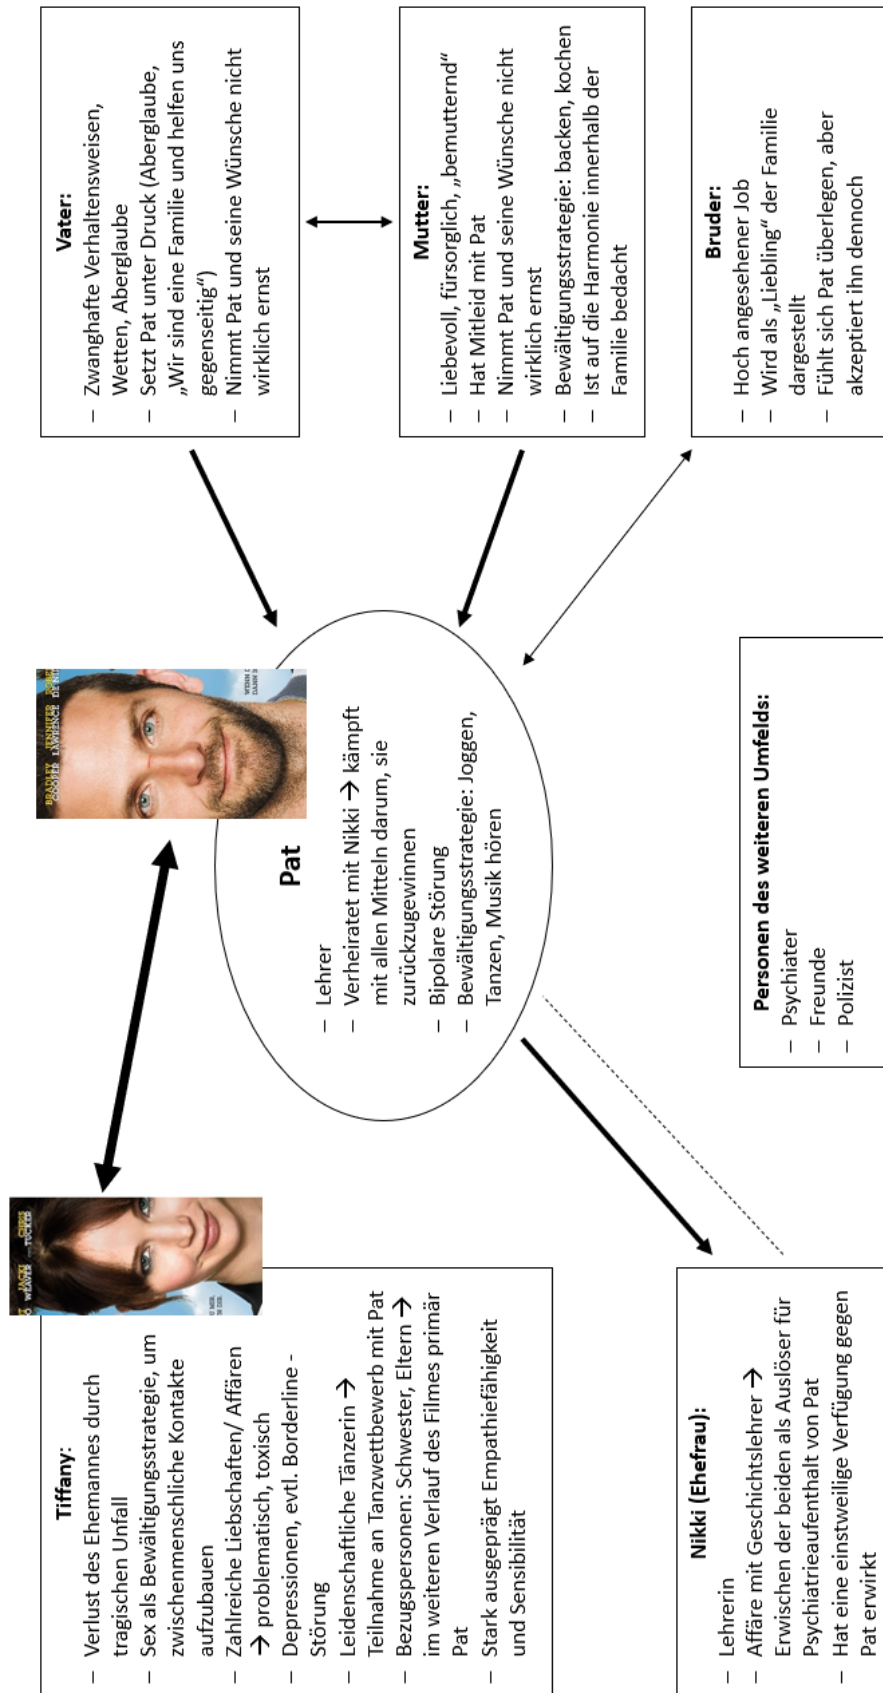 Tiffany:
– Verlust des Ehemannes durch
tragischen Unfall
– Sex als Bewältigungsstrategie, um
zwischenmenschliche Kontakte
aufzubauen
– Zahlreiche Liebschaften/ Affären
→ problematisch, toxisch
– Depressionen, evtl. Borderline -
Störung
– Leidenschaftliche Tänzerin →
Teilnahme an Tanzwettbewerb mit Pat
– Bezugspersonen: Schwester, Eltern →
im weiteren Verlauf des Filmes primär
Pat
– Stark ausgeprägt Empathiefähigkeit
und Sensibilität
JACKI CHRIS
WEAVER TUCKER
BRADLEY JENNIFER
COOPER LAWRENCE DE
Pat
– Lehrer
– Verheiratet mit Nikki → kämpft
mit allen Mitteln darum, sie
zurückzugewinnen
– Bipolare Störung
– Bewältigungsstrategie: Joggen,
Tanzen, Musik hören
Vater:
– Zwanghafte Verhaltensweisen,
Wetten, Aberglaube
– Setzt Pat unter Druck (Aberglaube,
„Wir sind eine Familie und helfen uns
gegenseitig“)
– Nimmt Pat und seine Wünsche nicht
wirklich ernst
Mutter:
– Liebevoll, fürsorglich, „bemutternd“
– Hat Mitleid mit Pat
– Nimmt Pat und seine Wünsche nicht
wirklich ernst
– Bewältigungsstrategie: backen, kochen
– Ist auf die Harmonie innerhalb der
Familie bedacht
Bruder:
– Hoch angesehener Job
– Wird als „Liebling“ der Familie
dargestellt
– Fühlt sich Pat überlegen, aber
akzeptiert ihn dennoch
Nikki (Ehefrau):
– Lehrerin
– Affäre mit Geschichtslehrer →
Erwischen der beiden als Auslöser für
Psychiatrieaufenthalt von Pat
– Hat eine einstweilige Verfügung gegen
Pat erwirkt
Personen des weiteren Umfelds:
– Psychiater
– Freunde
– Polizist